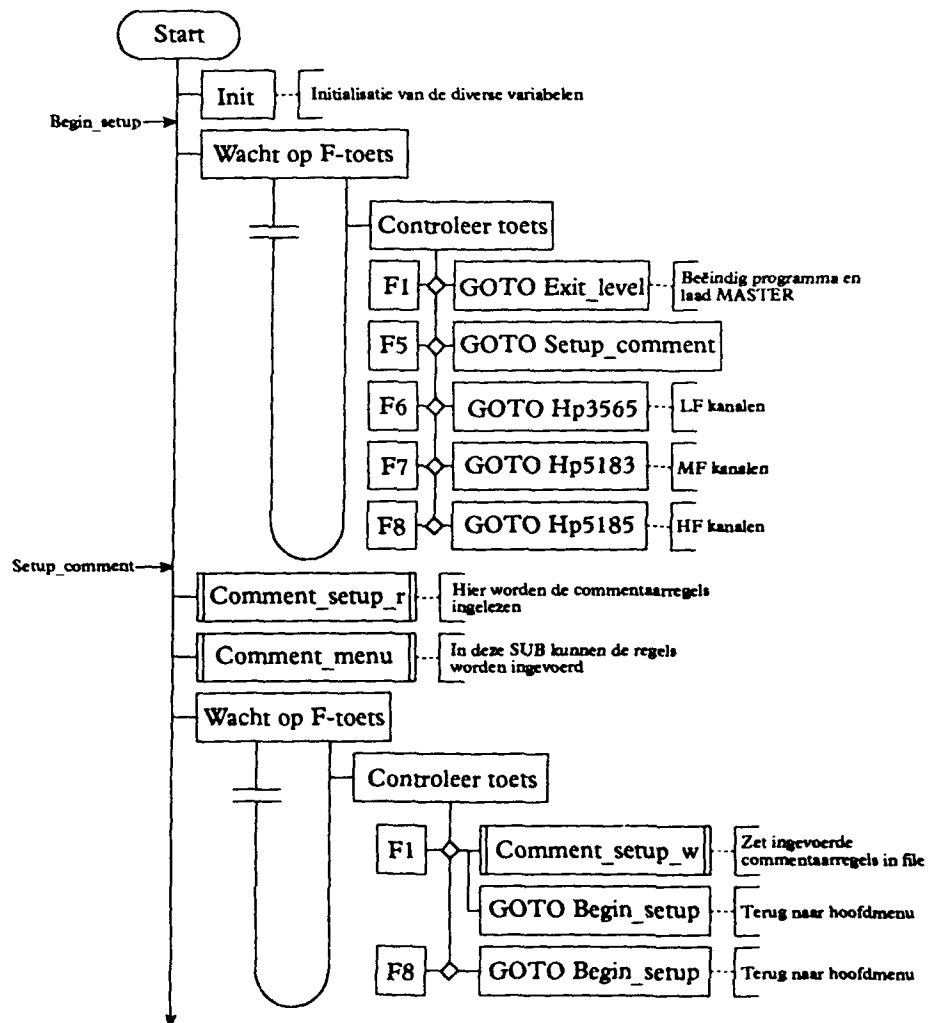 Start
Init
Initialisatie van de diverse variabelen
Begin_setup
Wacht op F-toets
Controleer toets
F1
GOTO Exit_level
Beëindig programma en
laad MASTER
F5
GOTO Setup_comment
F6
GOTO Hp3565
LF kanalen
F7
GOTO Hp5183
MF kanalen
F8
GOTO Hp5185
HF kanalen
Setup_comment
Comment_setup_r
Hier worden de commentaarregels
ingelezen
Comment_menu
In deze SUB kunnen de regels
worden ingevoerd
Wacht op F-toets
Controleer toets
F1
Comment_setup_w
Zet ingevoerde
commentaarregels in file
GOTO Begin_setup
Terug naar hoofdmenu
F8
GOTO Begin_setup
Terug naar hoofdmenu